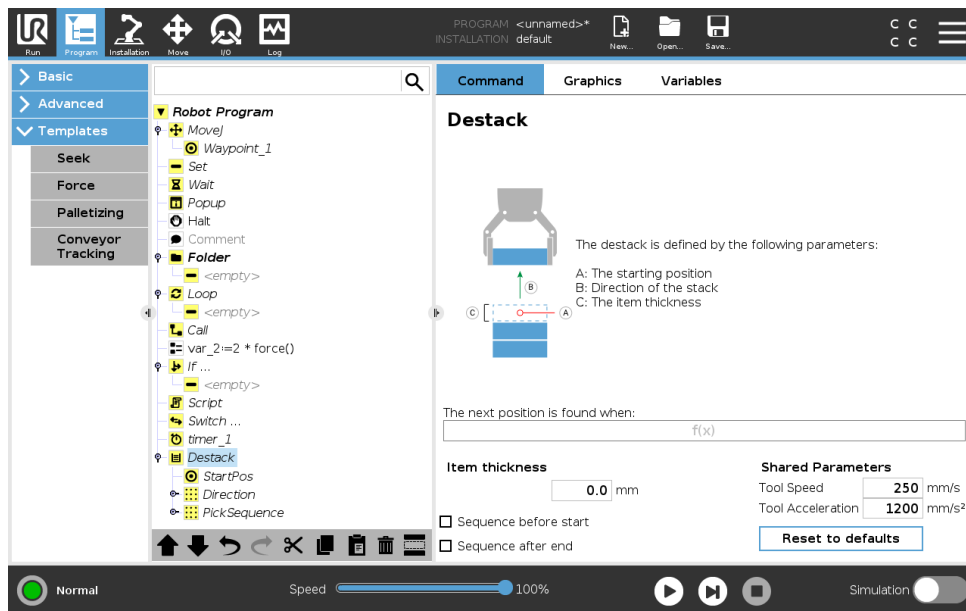 UR
PROGRAM <unnamed>*
INSTALLATION default
Run
Program
Installation
Move
I/O
Log
New...
Open...
Save...
C C
C C
Basic
Advanced
Templates
Seek
Force
Palletizing
Conveyor
Tracking
Robot Program
MoveJ
Waypoint_1
Set
Wait
Popup
Halt
Comment
Folder
<empty>
Loop
<empty>
Call
var_2:=2 * force()
If ...
<empty>
Script
Switch ...
timer_1
Destack
StartPos
Direction
PickSequence
Command
Graphics
Variables
Destack
The destack is defined by the following parameters:
A: The starting position
B: Direction of the stack
C: The item thickness
B
C
A
The next position is found when:
f(x)
Item thickness
0.0 mm
Sequence before start
Sequence after end
Shared Parameters
Tool Speed 250 mm/s
Tool Acceleration 1200 mm/s²
Reset to defaults
Normal
Speed
100%
Simulation